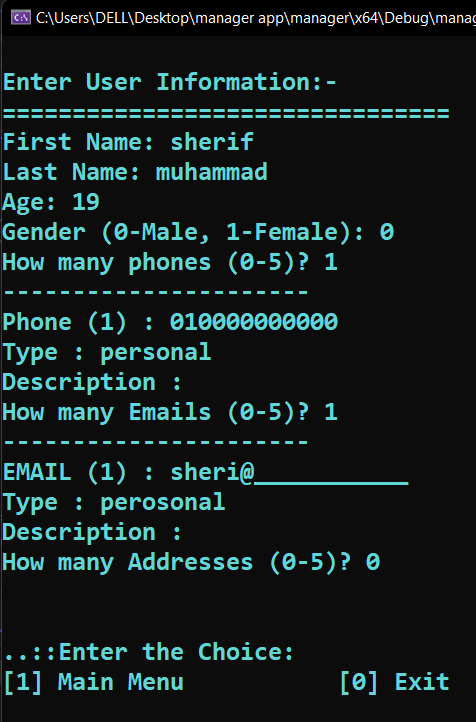 C:\Users\DELL\Desktop\manager app\manager\x64\Debug\mana
Enter User Information:-
================================
First Name: sherif
Last Name: muhammad
Age: 19
Gender (0-Male, 1-Female): 0
How many phones (0-5)? 1
----------------------
Phone (1) : 010000000000
Type : personal
Description :
How many Emails (0-5)? 1
----------------------
EMAIL (1) : sheri@___________
Type : perosonal
Description :
How many Addresses (0-5)? 0
..::Enter the Choice:
[1] Main Menu           [0] Exit